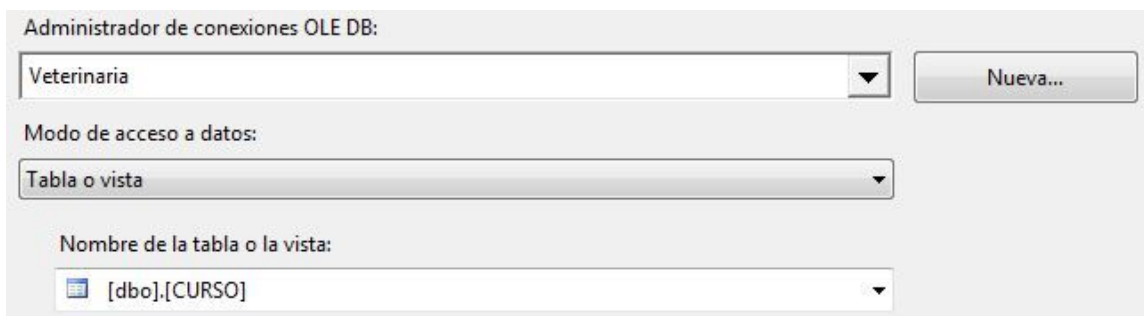 Administrador de conexiones OLE DB:
Veterinaria
Nueva...
Modo de acceso a datos:
Tabla o vista
Nombre de la tabla o la vista:
[dbo].[CURSO]